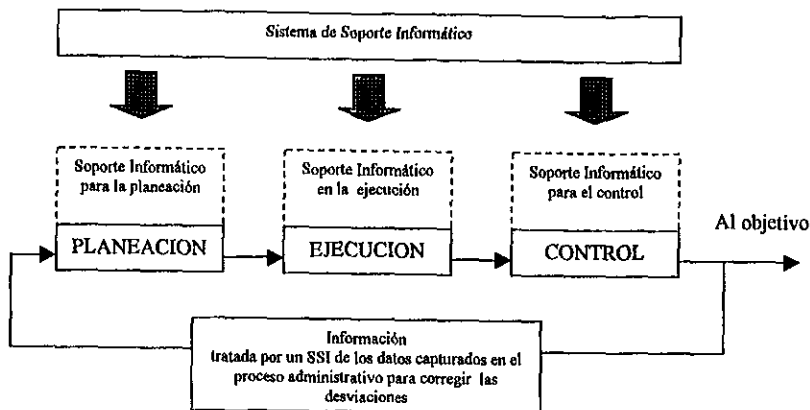 Sistema de Soporte Informático
Soporte Informático
para la planeación
Soporte Informático
en la ejecución
Soporte Informático
para el control
PLANEACION
EJECUCION
CONTROL
Al objetivo
Información
tratada por un SSI de los datos capturados en el
proceso administrativo para corregir las
desviaciones